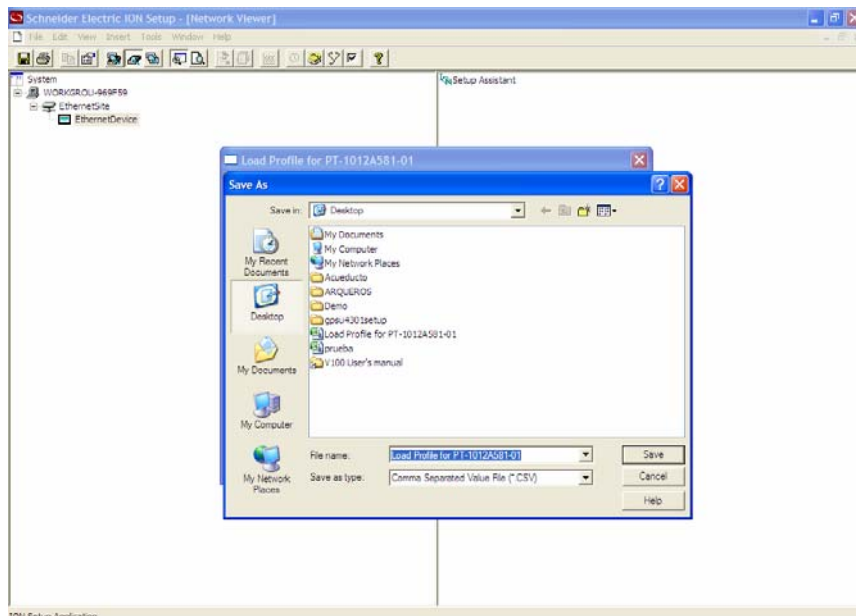 Schneider Electric ION Setup - [Network Viewer]
File Edit View Insert Tools Window Help
System
WORKGROU-969F59
EthernetSite
EthernetDevice
Setup Assistant
Load Profile for PT-1012A581-01
Save As
Save in:
Desktop
My Recent Documents
Desktop
My Documents
My Computer
My Network Places
My Documents
My Computer
My Network Places
Acueducto
ARQUEROS
Demo
gpsu4301setup
Load Profile for PT-1012A581-01
prueba
V100 User's manual
File name:
Load Profile for PT-1012A581-01
Save
Save as type:
Comma Separated Value File (*.CSV)
Cancel
Help
ION Setup Application